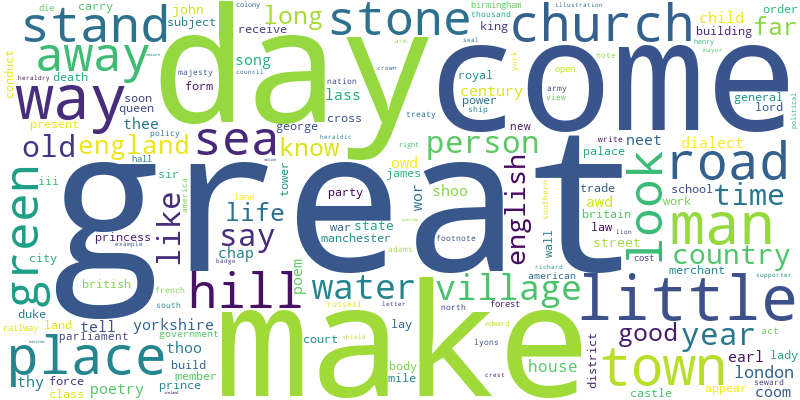 die carry john subject
stand day long stone birmingham thousand king church child building far order
colony illustration henry mayor
receive seal arm note
conduct away majesty form song come political
death council crown nation york open army view general lord
heraldry soon queen lass cross royal power ship century
way present thee policy george treaty new
old england sea know person neet dialect
hall heraldic right write palace
iii sir tower owd james shoo trade awd school work road
great
green america lane party wor english southern britain law look man time
princess like life war state wall street lion country
city example say manchester adams footnote cost merchant
badge chap poem american
british hill water village richard supporter
duke french south russell letter north forest edward little
railway land tell yorkshire lay act
parliament government shield court lyons district good year
place thoo make body house town earl lady
thy force build mile london
class poetry member prince crest castle appear seward coom
ireland